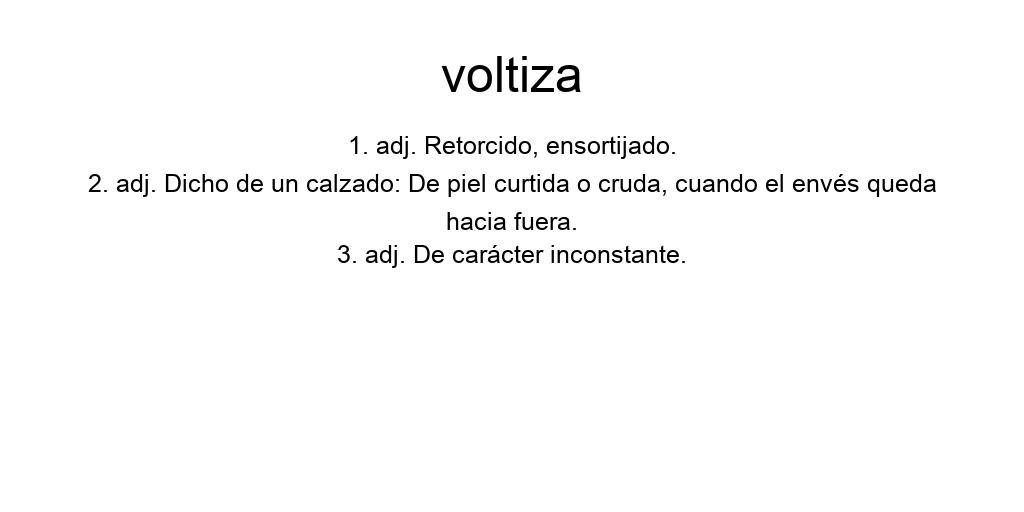 voltiza
1. adj. Retorcido, ensortijado.
2. adj. Dicho de un calzado: De piel curtida o cruda, cuando el envés queda
hacia fuera.
3. adj. De carácter inconstante.